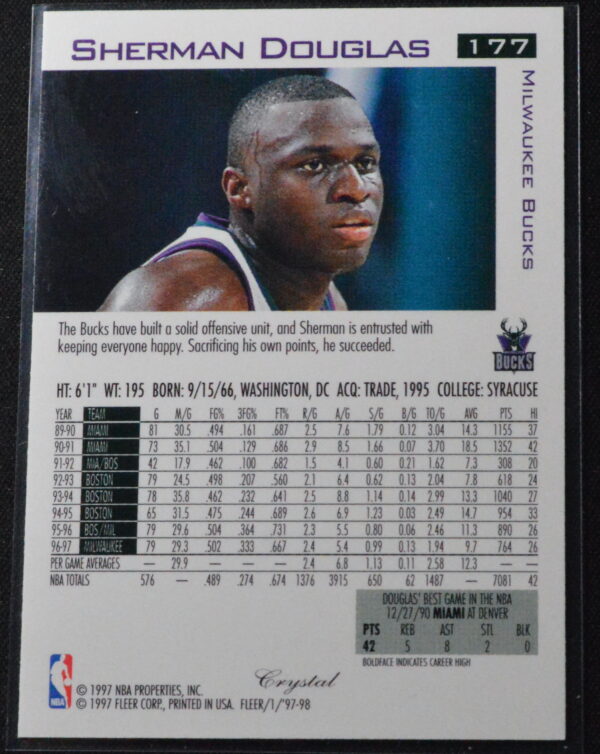 SHERMAN DOUGLAS 177
MILWAUKEE BUCKS
The Bucks have built a solid offensive unit, and Sherman is entrusted with
keeping everyone happy. Sacrificing his own points, he succeeded.
BUCKS
HT: 6'1" WT: 195 BORN: 9/15/66, WASHINGTON, DC ACQ: TRADE, 1995 COLLEGE: SYRACUSE
YEAR TEAM G M/G FG% 3FG% FT% R/G A/G S/G B/G TO/G AVG PTS HI
89-90 MIAMI 81 30.5 .494 .161 .687 2.5 7.6 1.79 0.12 3.04 14.3 1155 37
90-91 MIAMI 73 35.1 .504 .129 .686 2.9 8.5 1.66 0.07 3.70 18.5 1352 42
91-92 MIA/BOS 42 17.9 .462 .100 .682 1.5 4.1 0.60 0.21 1.62 7.3 308 20
92-93 BOSTON 79 24.5 .498 .207 .560 2.1 6.4 0.62 0.13 2.04 7.8 618 24
93-94 BOSTON 78 35.8 .462 .232 .641 2.5 8.8 1.14 0.14 2.99 13.3 1040 27
94-95 BOSTON 65 31.5 .475 .244 .689 2.6 6.9 1.23 0.03 2.49 14.7 954 33
95-96 BOS/MIL 79 29.6 .504 .364 .731 2.3 5.5 0.80 0.06 2.46 11.3 890 26
96-97 MILWAUKEE 79 29.3 .502 .333 .667 2.4 5.4 0.99 0.13 1.94 9.7 764 26
PER GAME AVERAGES — 29.9 — — — 2.4 6.8 1.13 0.11 2.58 12.3 — —
NBA TOTALS 576 — .489 .274 .674 1376 3915 650 62 1487 — 7081 42
DOUGLAS' BEST GAME IN THE NBA
12/27/90 MIAMI AT DENVER
PTS REB AST STL BLK
42 5 8 2 0
BOLDFACE INDICATES CAREER HIGH
Crystal
NBA
© 1997 NBA PROPERTIES, INC.
© 1997 FLEER CORP., PRINTED IN USA. FLEER/1/'97-98